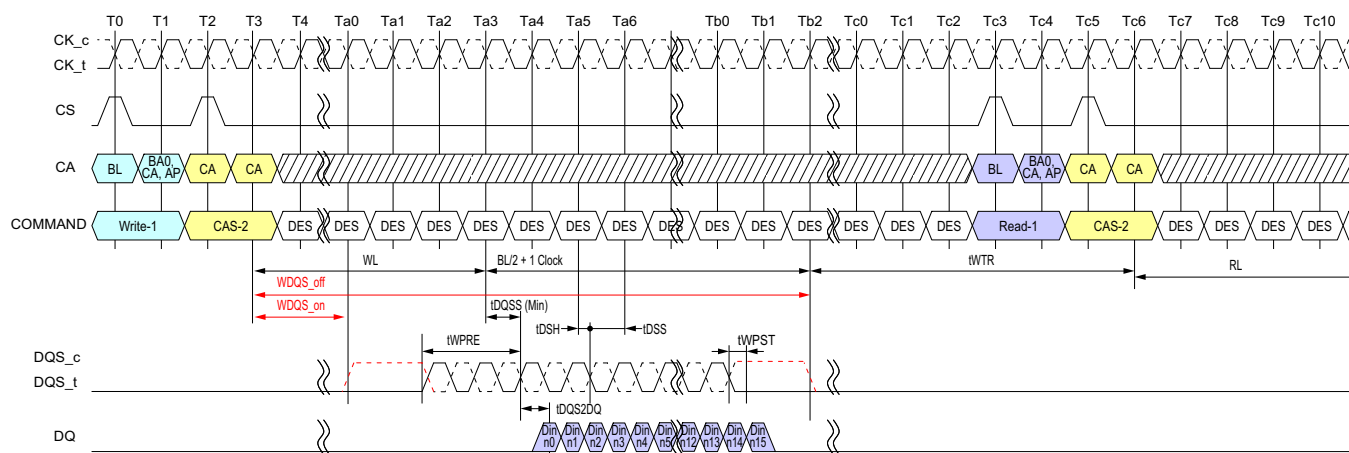 T0 T1 T2 T3 T4 Ta0 Ta1 Ta2 Ta3 Ta4 Ta5 Ta6 Tb0 Tb1 Tb2 Tc0 Tc1 Tc2 Tc3 Tc4 Tc5 Tc6 Tc7 Tc8 Tc9 Tc10
CK_c
CK_t
CS
CA BL BA0, CA, AP CA CA BL BA0, CA, AP CA CA
COMMAND Write-1 CAS-2 DES DES DES DES DES DES DES DES DES DES DES DES DES DES DES Read-1 CAS-2 DES DES DES DES
WL BL/2 + 1 Clock tWTR RL
WDQS_off
WDQS_on tDQSS (Min)
tDSH tDSS
tWPRE tWPST
DQS_c
DQS_t
tDQS2DQ
DQ Din n0 Din n1 Din n2 Din n3 Din n4 Din n5 Din n12 Din n13 Din n14 Din n15